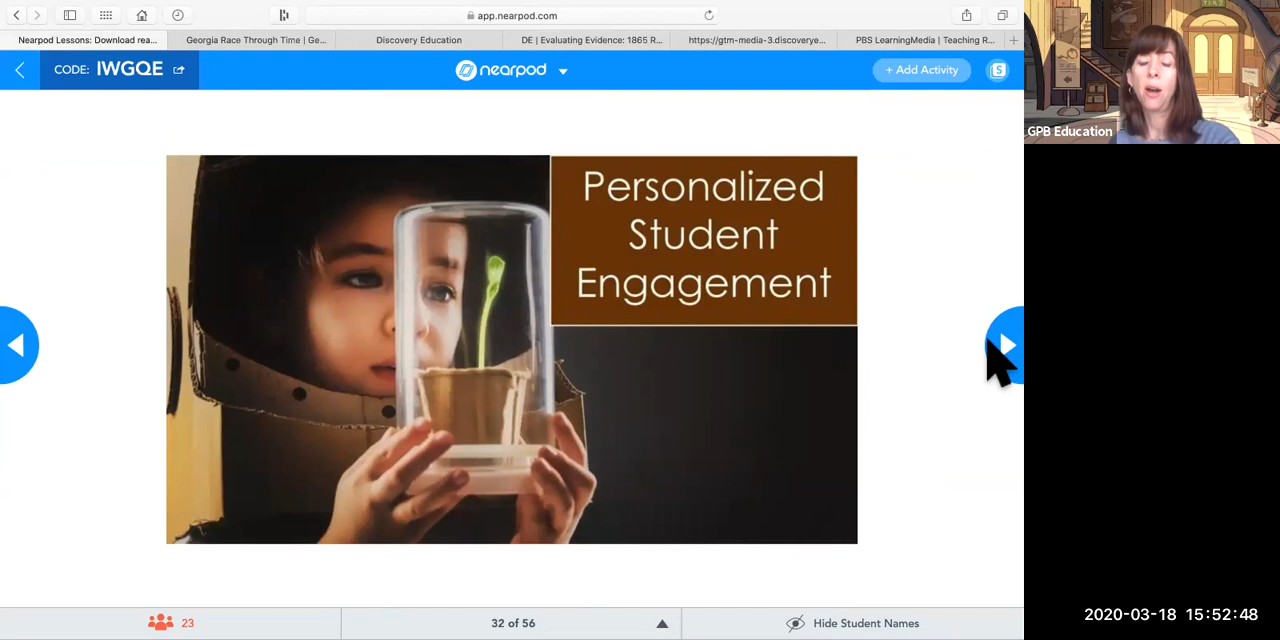 app.nearpod.com
Nearpod Lessons: Download rea...
Georgia Race Through Time | Ge...
Discovery Education
DE | Evaluating Evidence: 1865 R...
https://gtm-media-3.discoverye...
PBS LearningMedia | Teaching R...
CODE: IWGQE
nearpod
+ Add Activity
S
GPB Education
Personalized
Student
Engagement
23
32 of 56
Hide Student Names
2020-03-18 15:52:48